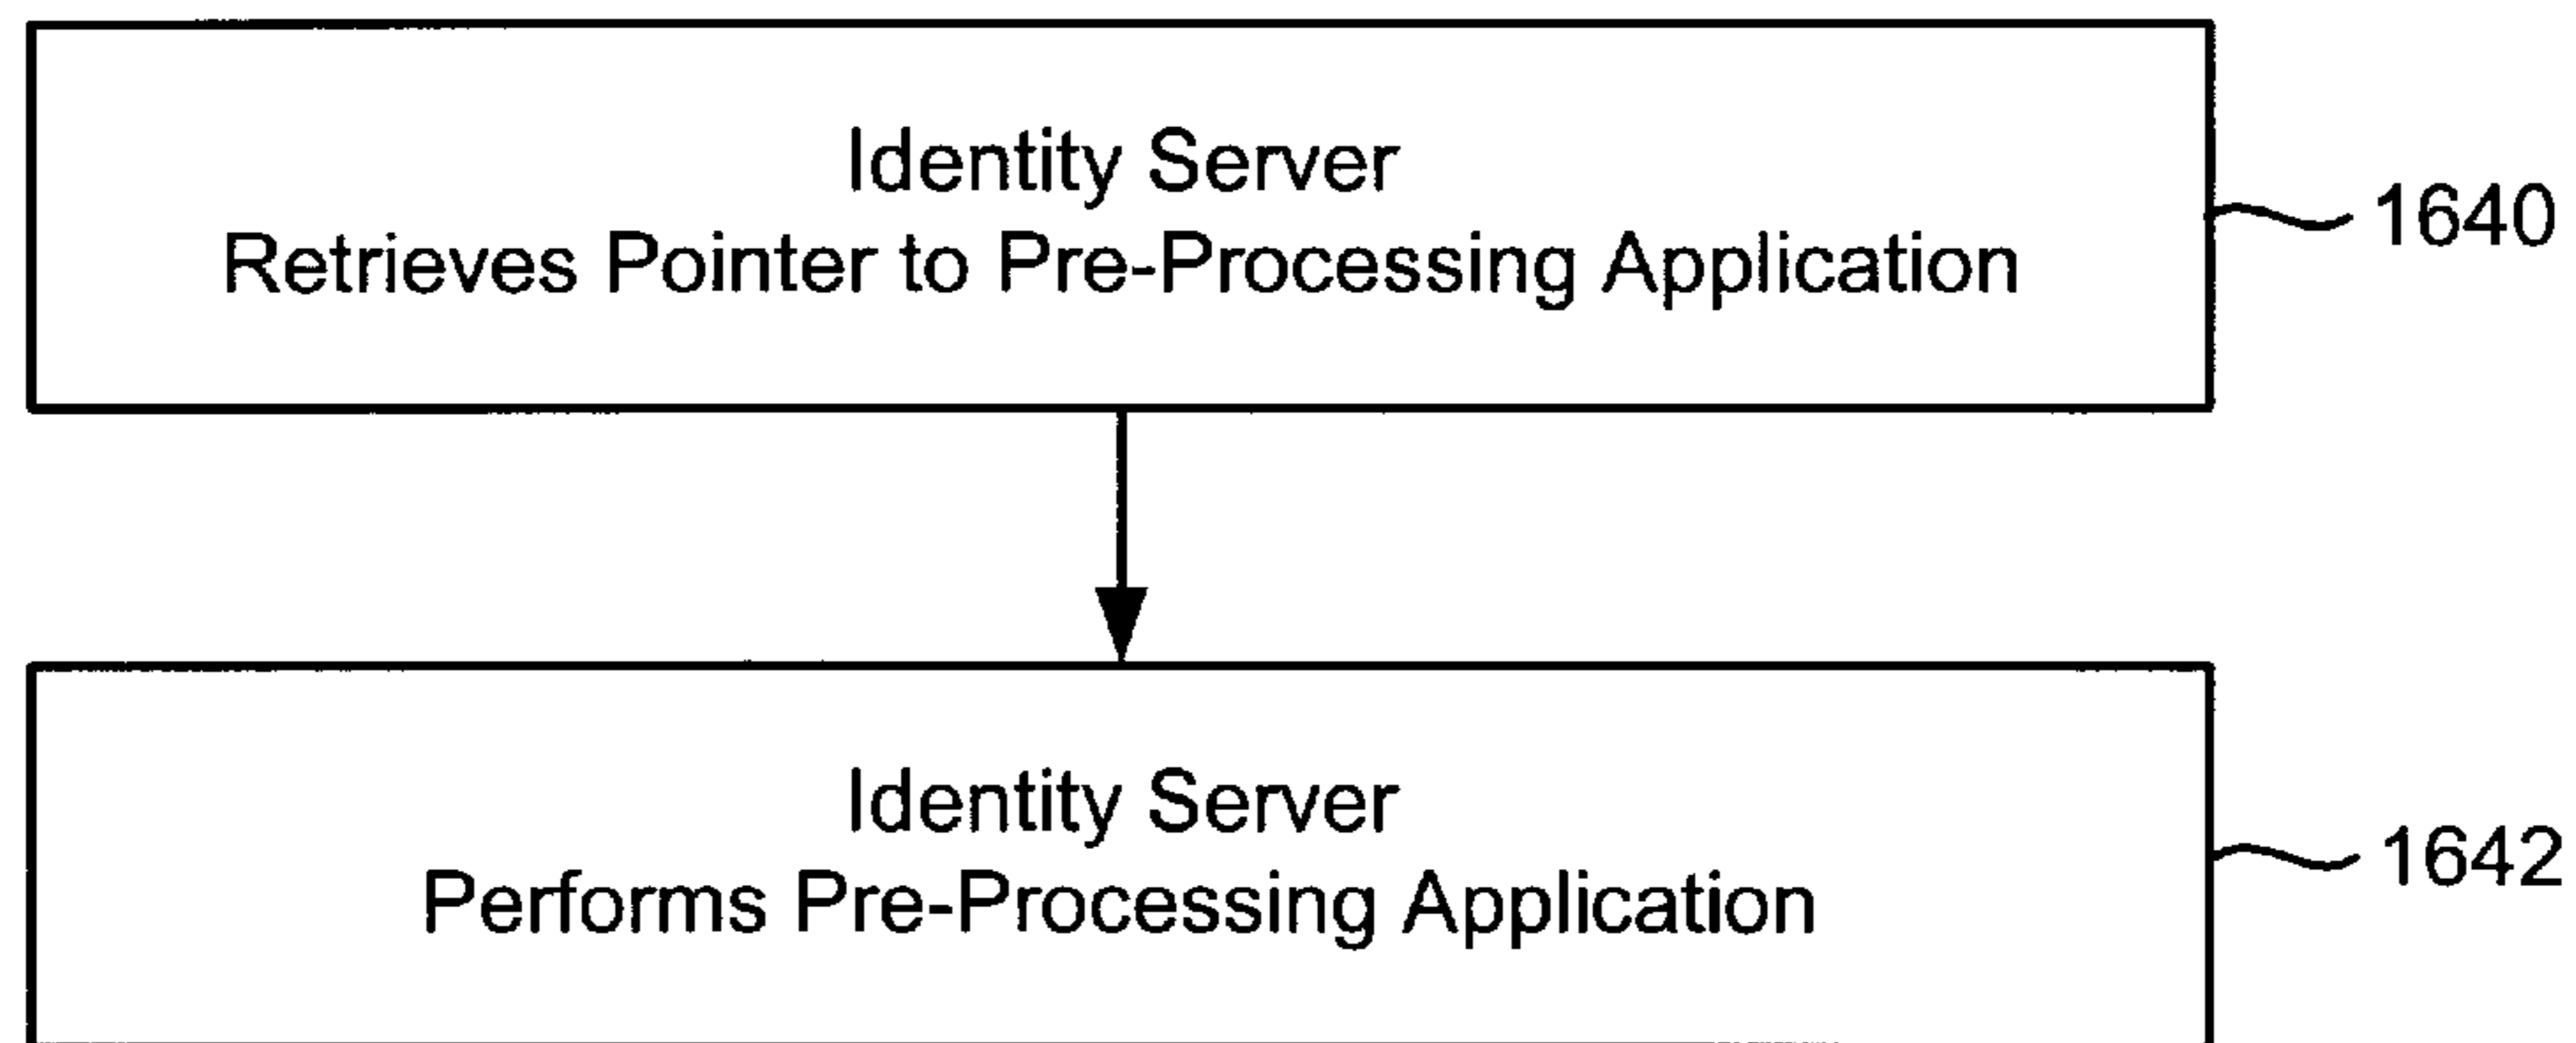 Identity Server
Retrieves Pointer to Pre-Processing Application
1640
Identity Server
Performs Pre-Processing Application
1642